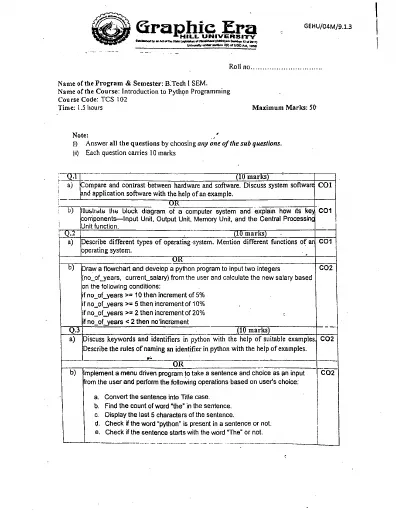 Graphic Era
HILL UNIVERSITY
GEHU/04M/9.1.3
Roll no..............................
Name of the Program & Semester: B.Tech I SEM.
Name of the Course: Introduction to Python Programming
Course Code: TCS 102
Time: 1.5 hours Maximum Marks: 50
Note:
(i) Answer all the questions by choosing any one of the sub questions.
(ii) Each question carries 10 marks
Q.1 (10 marks)
a) Compare and contrast between hardware and software. Discuss system software CO1
and application software with the help of an example.
OR
b) Illustrate the block diagram of a computer system and explain how its key CO1
components—Input Unit, Output Unit, Memory Unit, and the Central Processing
Unit function.
Q.2 (10 marks)
a) Describe different types of operating system. Mention different functions of an CO1
operating system.
OR
b) Draw a flowchart and develop a python program to input two integers CO2
(no_of_years, current_salary) from the user and calculate the new salary based
on the following conditions:
if no_of_years >= 10 then increment of 5%
if no_of_years >= 5 then increment of 10%
if no_of_years >= 2 then increment of 20%
if no_of_years < 2 then no increment
Q.3 (10 marks)
a) Discuss keywords and identifiers in python with the help of suitable examples. CO2
Describe the rules of naming an identifier in python with the help of examples.
OR
b) Implement a menu driven program to take a sentence and choice as an input CO2
from the user and perform the following operations based on user's choice:
a. Convert the sentence into Title case.
b. Find the count of word "the" in the sentence.
c. Display the last 5 characters of the sentence.
d. Check if the word "python" is present in a sentence or not.
e. Check if the sentence starts with the word "The" or not.